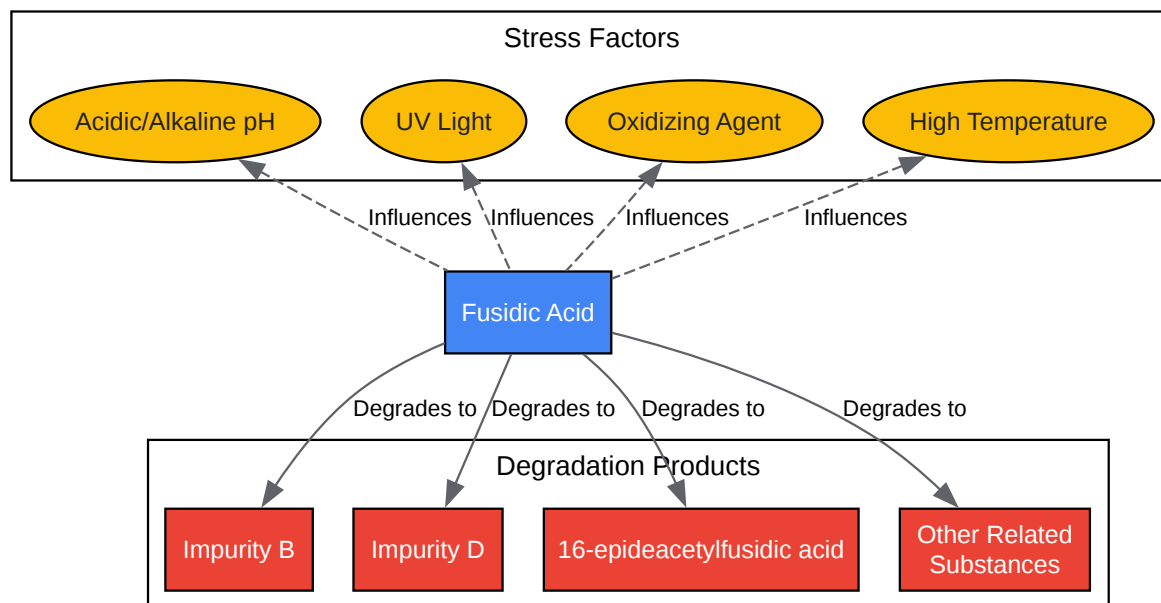 Stress Factors
Acidic/Alkaline pH
UV Light
Oxidizing Agent
High Temperature
Influences
Influences
Influences
Influences
Fusidic Acid
Degrades to
Degrades to
Degrades to
Degrades to
Degradation Products
Impurity B
Impurity D
16-epideacetylfusidic acid
Other Related
Substances